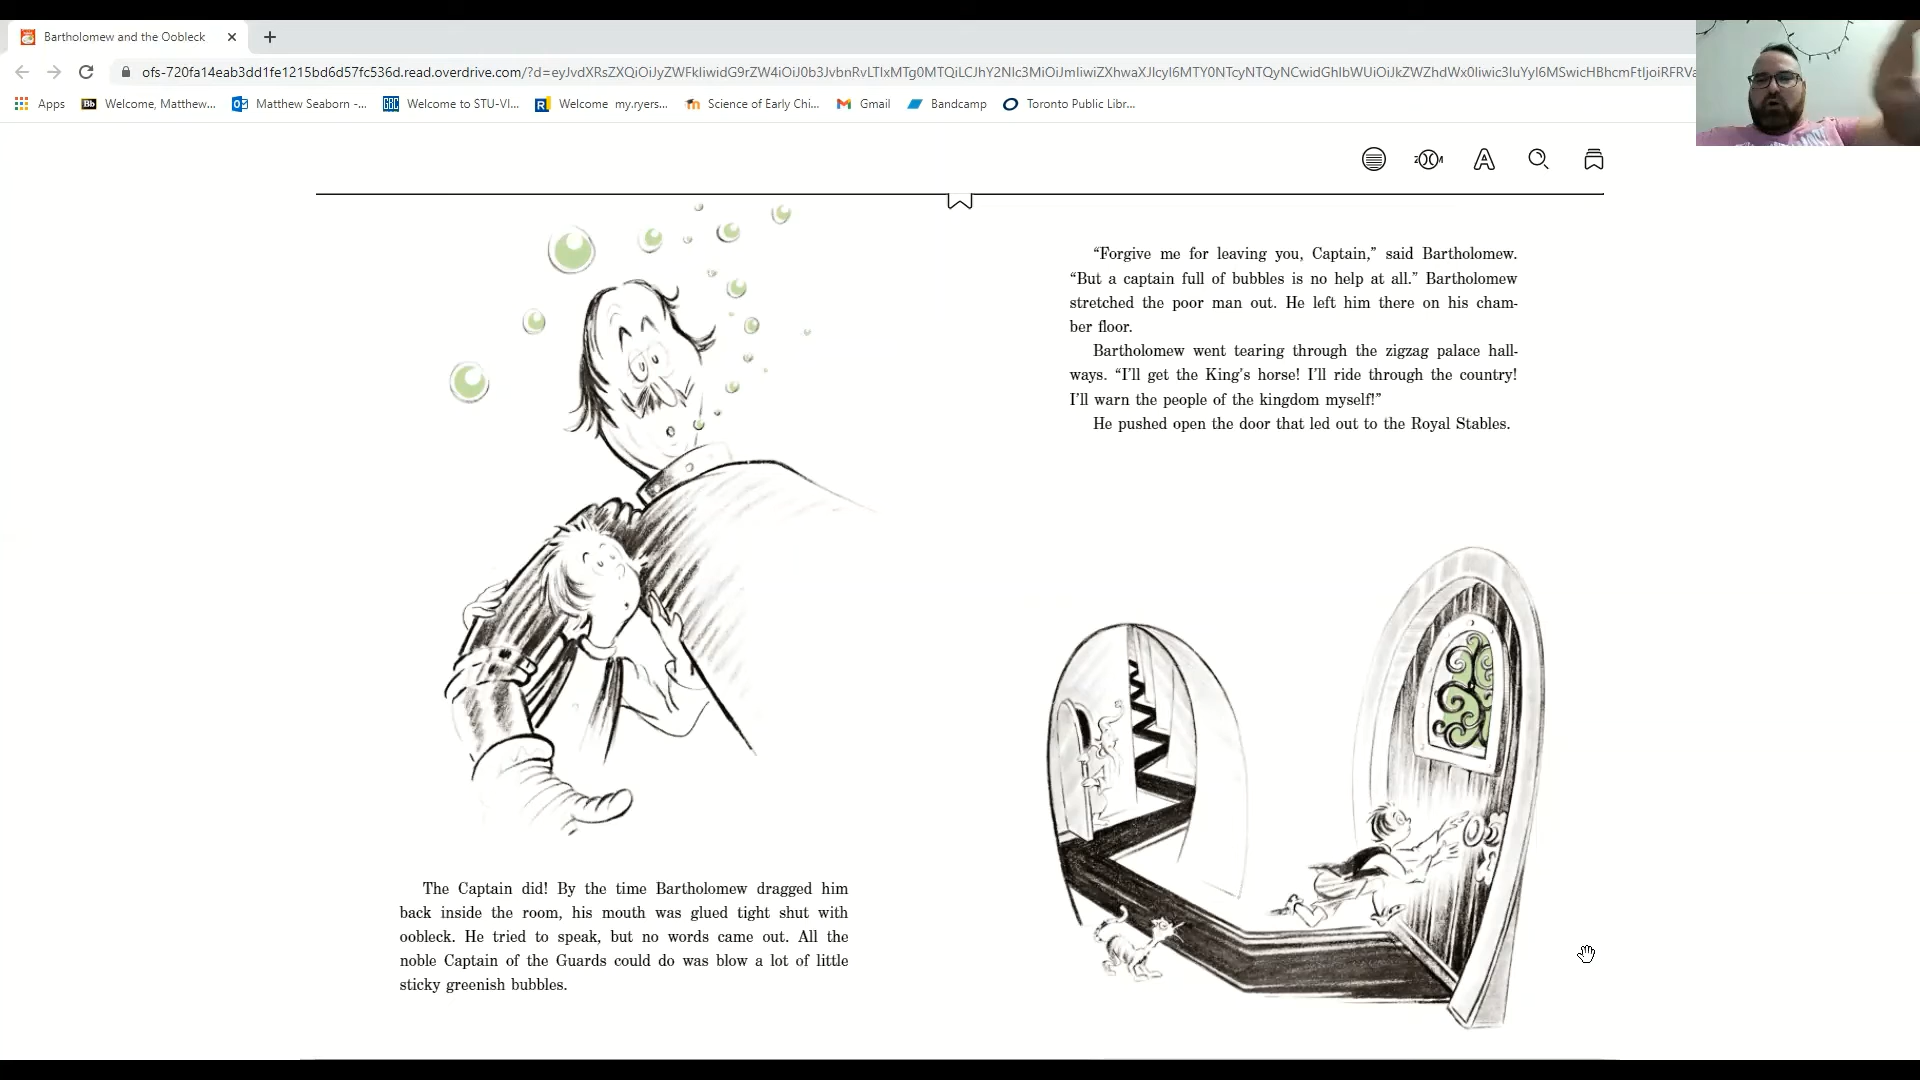 Bartholomew and the Oobleck
Apps
Welcome, Matthew...
Matthew Seaborn -...
Welcome to STU-VI...
Welcome my.ryers...
Science of Early Chi...
Gmail
Bandcamp
Toronto Public Libr...
The Captain did! By the time Bartholomew dragged him
back inside the room, his mouth was glued tight shut with
oobleck. He tried to speak, but no words came out. All the
noble Captain of the Guards could do was blow a lot of little
sticky greenish bubbles.
“Forgive me for leaving you, Captain,” said Bartholomew.
“But a captain full of bubbles is no help at all.” Bartholomew
stretched the poor man out. He left him there on his cham-
ber floor.
Bartholomew went tearing through the zigzag palace hall-
ways. “I’ll get the King’s horse! I’ll ride through the country!
I’ll warn the people of the kingdom myself!”
He pushed open the door that led out to the Royal Stables.